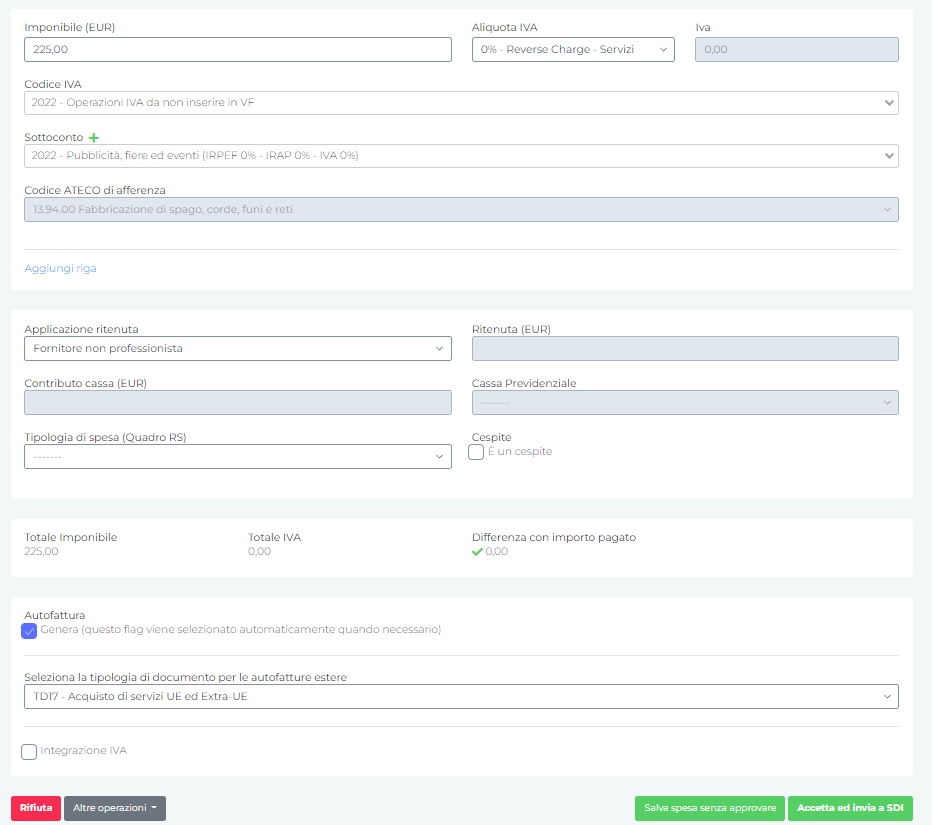 Imponibile (EUR) Aliquota IVA Iva
225,00 0% - Reverse Charge - Servizi 0,00
Codice IVA
2022 - Operazioni IVA da non inserire in VF
Sottoconto
2022 - Pubblicità, fiere ed eventi (IRPEF 0% - IRAP 0% - IVA 0%)
Codice ATECO di afferenza
13.94.00 Fabbricazione di spago, corde, funi e reti
Aggiungi riga
Applicazione ritenuta Ritenuta (EUR)
Fornitore non professionista
Contributo cassa (EUR) Cassa Previdenziale
-------
Tipologia di spesa (Quadro RS) Cespite
------- È un cespite
Totale Imponibile Totale IVA Differenza con importo pagato
225,00 0,00 0,00
Autofattura
Genera (questo flag viene selezionato automaticamente quando necessario)
Seleziona la tipologia di documento per le autofatture estere
TD17 - Acquisto di servizi UE ed Extra-UE
Integrazione IVA
Rifiuta Altre operazioni Salva spesa senza approvare Accetta ed invia a SDI